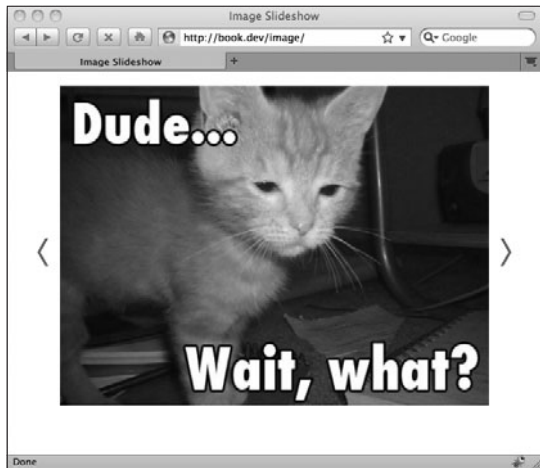 Image Slideshow
http://book.dev/image/
Google
Image Slideshow
Dude...
Wait, what?
Done